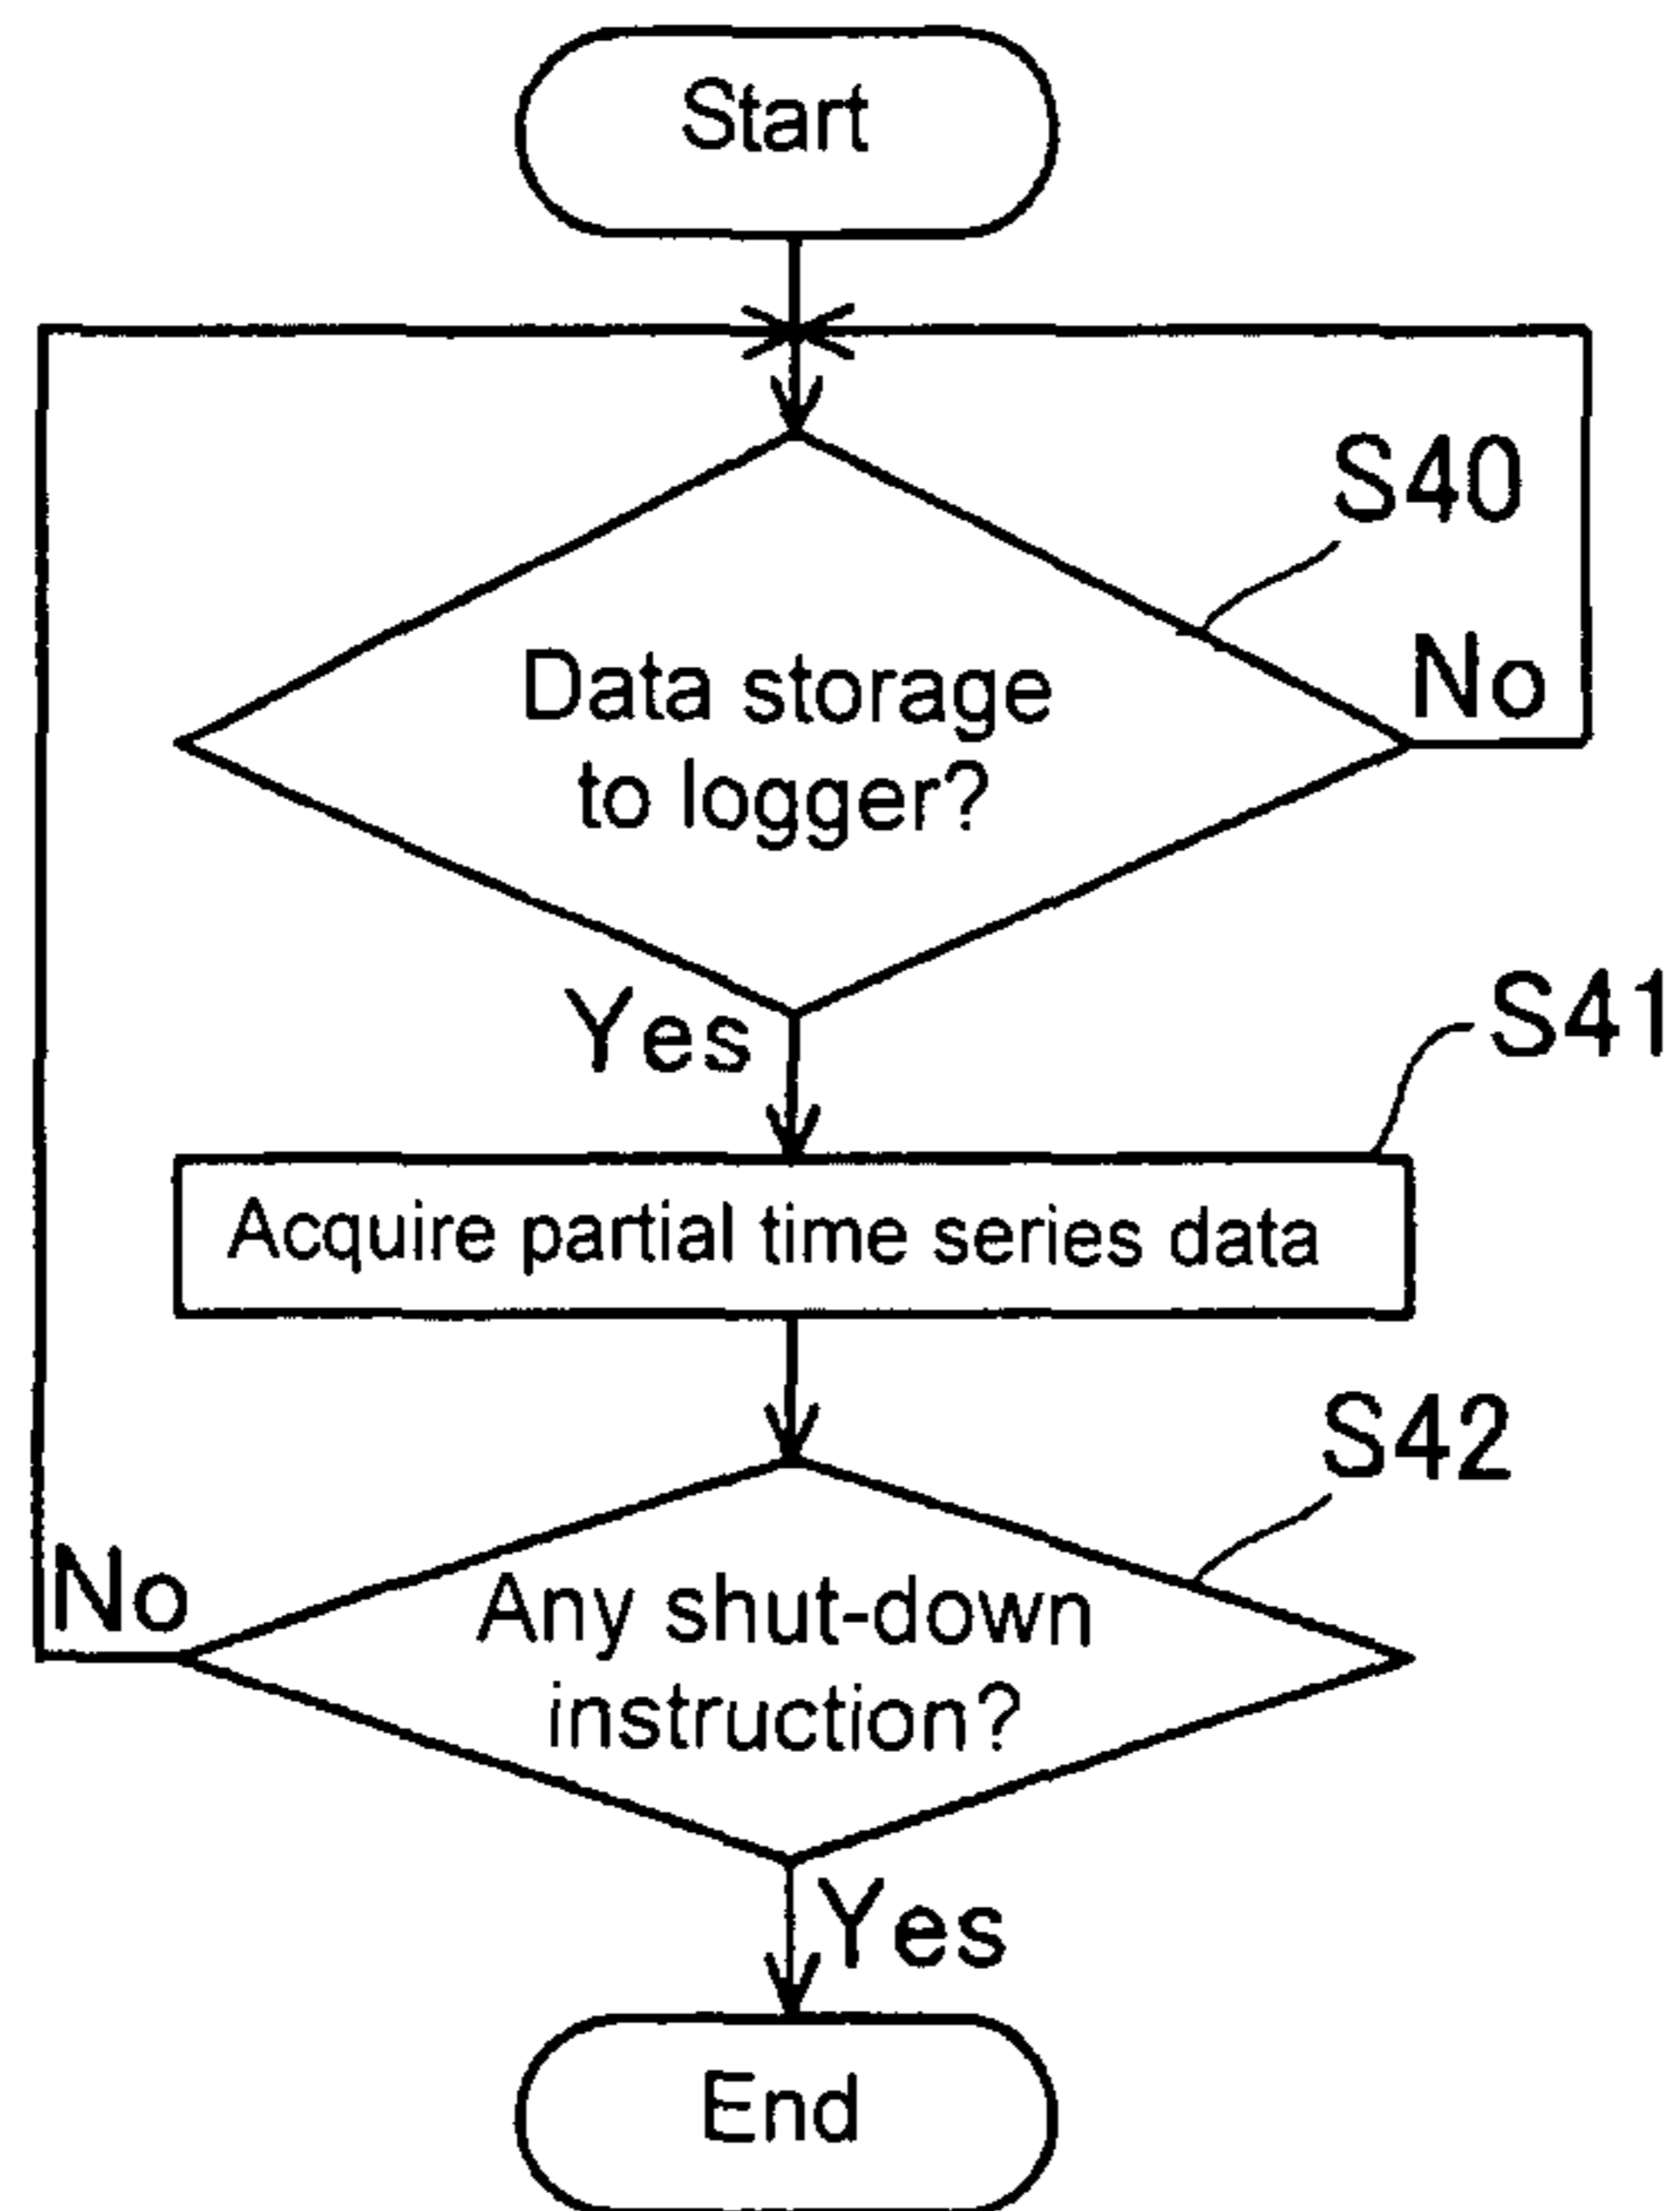 Start
S40
Data storage
to logger?
No
Yes
S41
Acquire partial time series data
S42
No
Any shut-down
instruction?
Yes
End